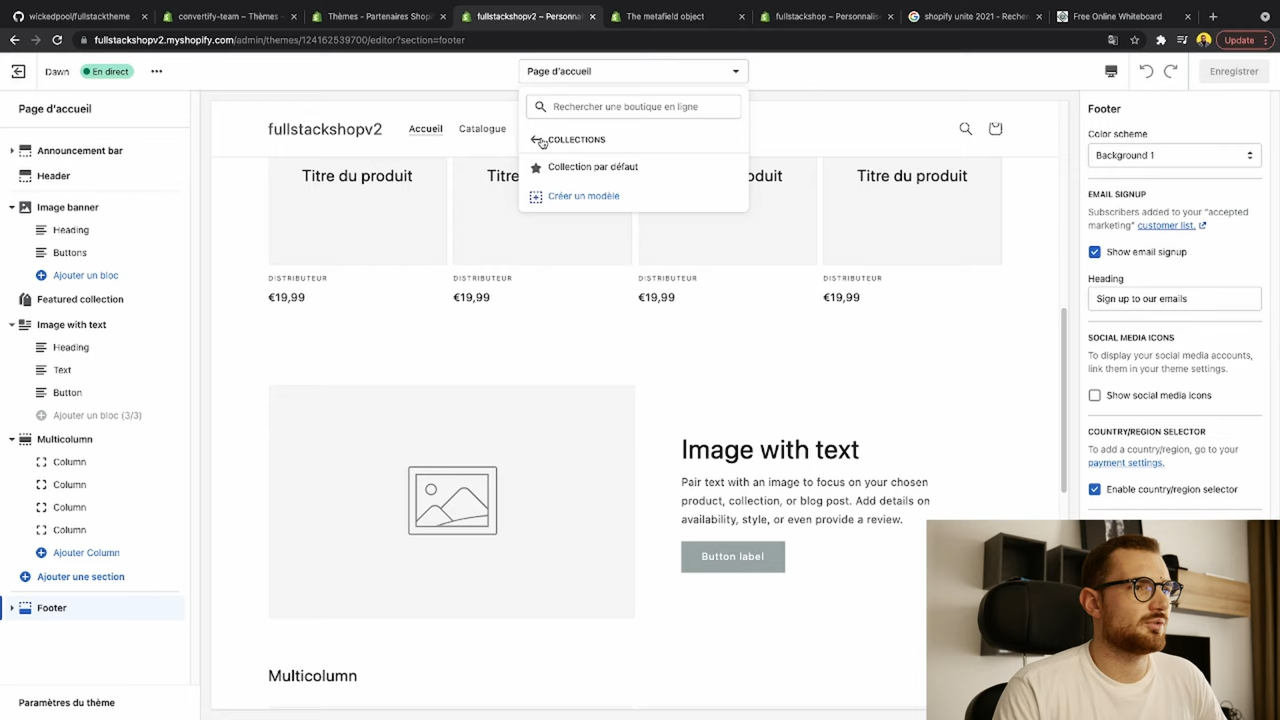 wickedpool/fullstacktheme
convertify-team – Thèmes -
Thèmes - Partenaires Shopi
fullstackshopv2 – Personnali
The metafield object
fullstackshop – Personnalise
shopify unite 2021 - Reche
Free Online Whiteboard
fullstackshopv2.myshopify.com/admin/themes/124162539700/editor?section=footer
Update
Dawn
En direct
Page d'accueil
Enregistrer
Page d'accueil
Announcement bar
Header
Image banner
Heading
Buttons
Ajouter un bloc
Featured collection
Image with text
Heading
Text
Button
Ajouter un bloc (3/3)
Multicolumn
Column
Column
Column
Column
Ajouter Column
Ajouter une section
Footer
Paramètres du thème
Rechercher une boutique en ligne
COLLECTIONS
Collection par défaut
Créer un modèle
fullstackshopv2
Accueil
Catalogue
Titre du produit
Titre
oduit
Titre du produit
DISTRIBUTEUR
DISTRIBUTEUR
DISTRIBUTEUR
DISTRIBUTEUR
€19,99
€19,99
€19,99
€19,99
Image with text
Pair text with an image to focus on your chosen
product, collection, or blog post. Add details on
availability, style, or even provide a review.
Button label
Multicolumn
Footer
Color scheme
Background 1
EMAIL SIGNUP
Subscribers added to your "accepted
marketing" customer list.
Show email signup
Heading
Sign up to our emails
SOCIAL MEDIA ICONS
To display your social media accounts,
link them in your theme settings.
Show social media icons
COUNTRY/REGION SELECTOR
To add a country/region, go to your
payment settings.
Enable country/region selector